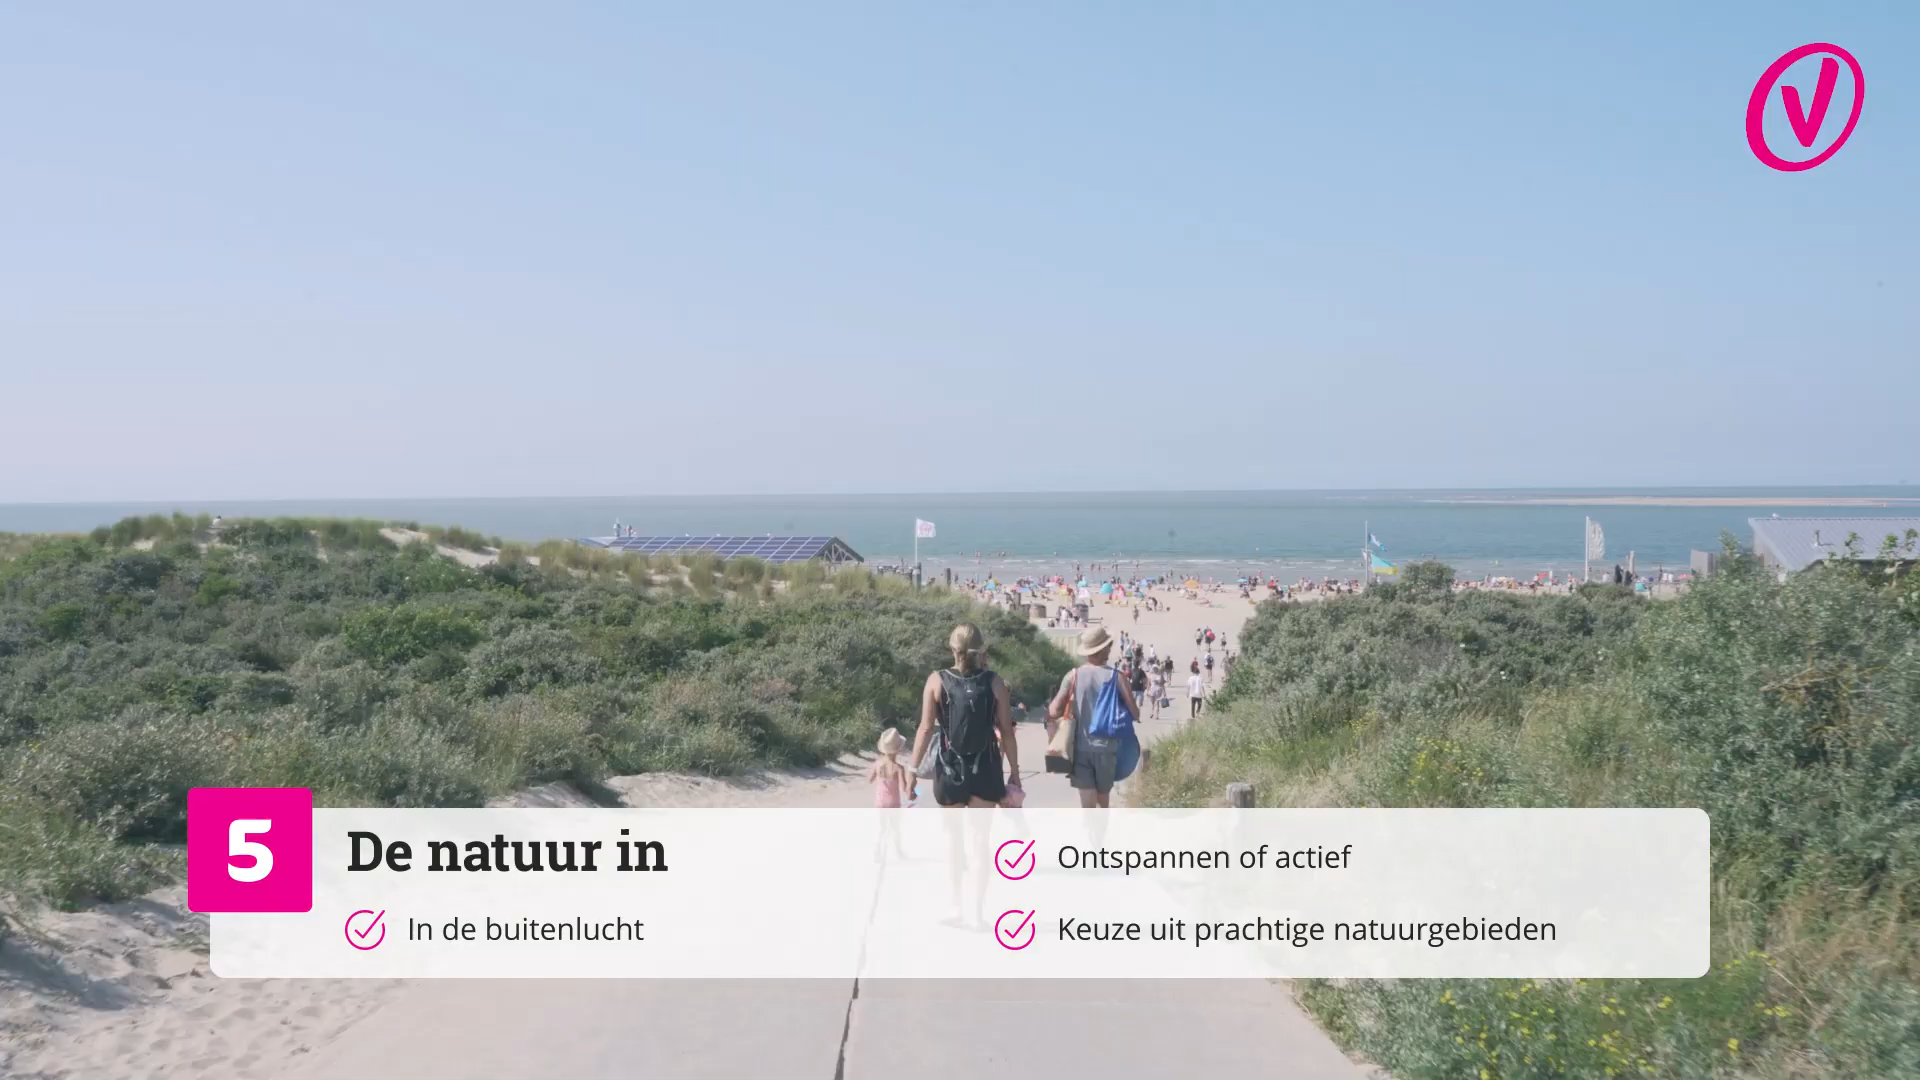 5
De natuur in
In de buitenlucht
Ontspannen of actief
Keuze uit prachtige natuurgebieden